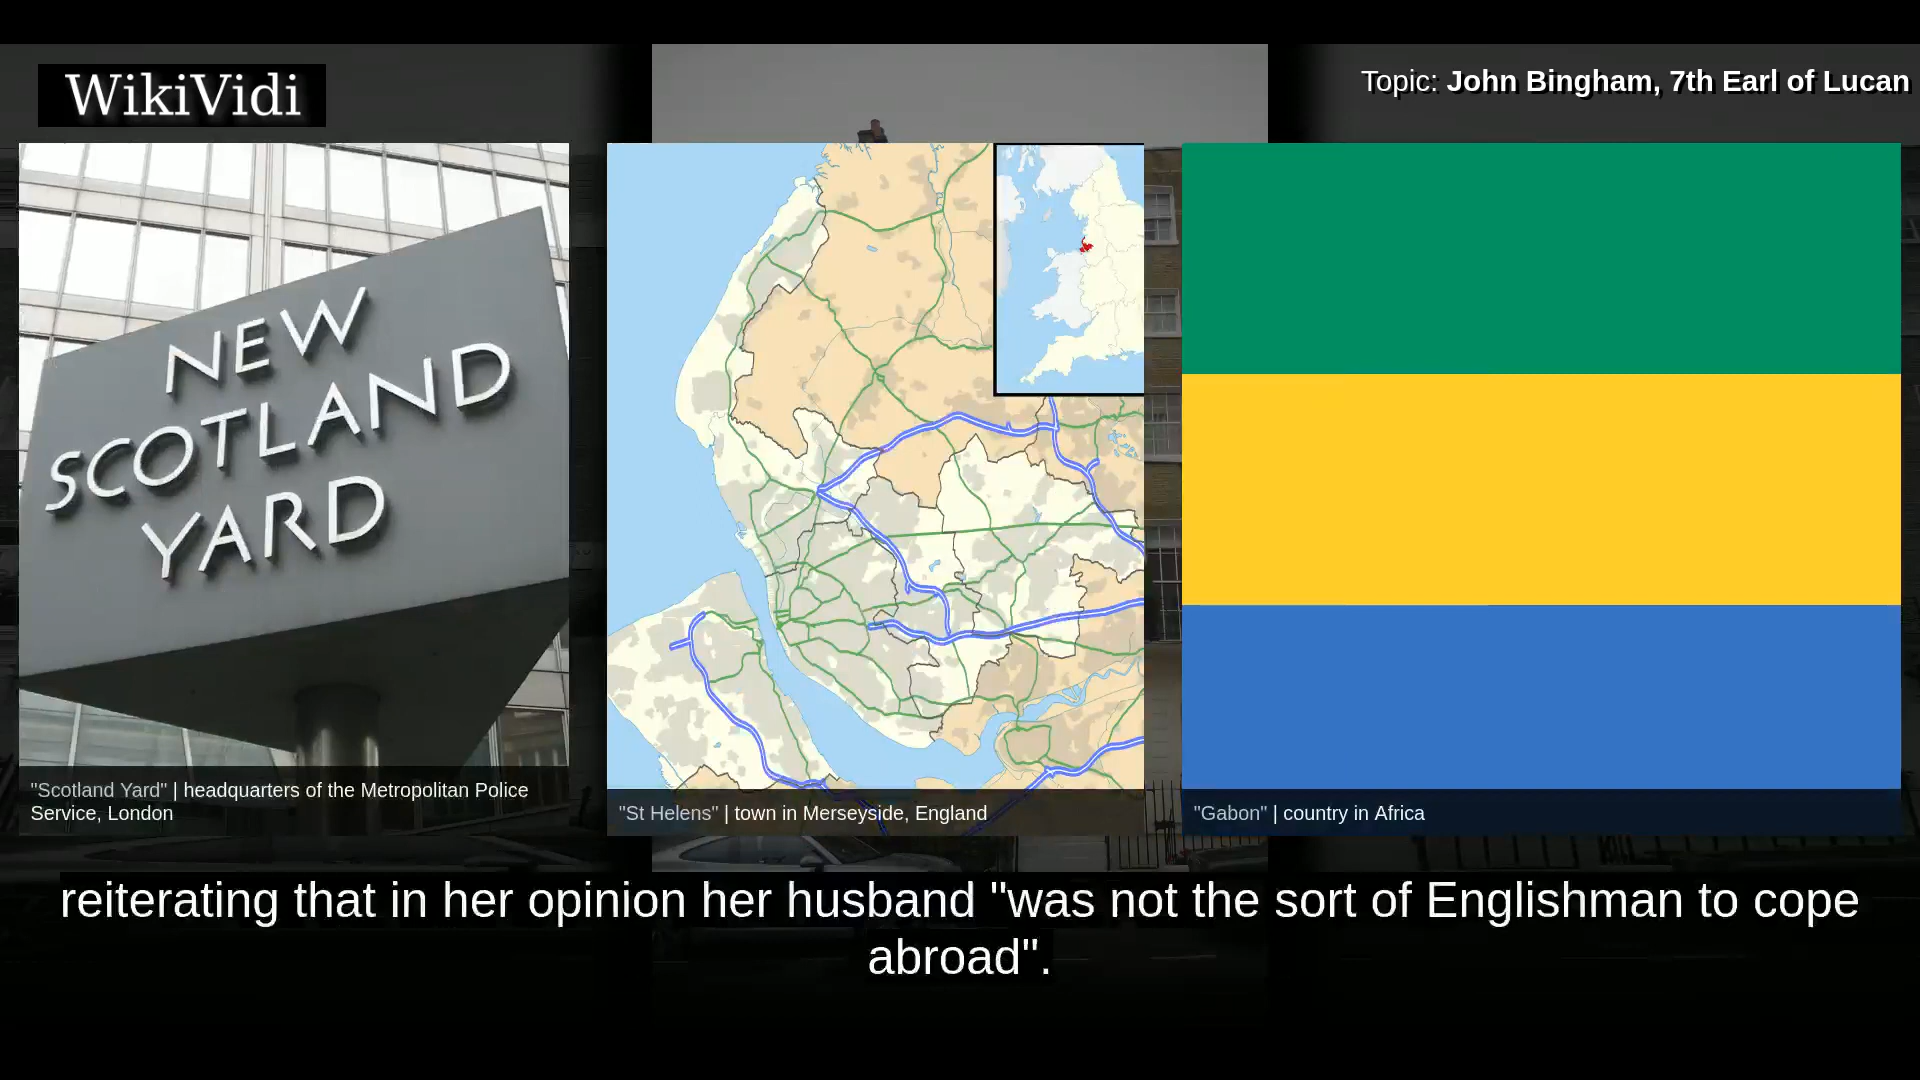 WikiVidi
Topic: John Bingham, 7th Earl of Lucan
NEW
SCOTLAND
YARD
"Scotland Yard" | headquarters of the Metropolitan Police
Service, London
"St Helens" | town in Merseyside, England
"Gabon" | country in Africa
reiterating that in her opinion her husband "was not the sort of Englishman to cope
abroad".